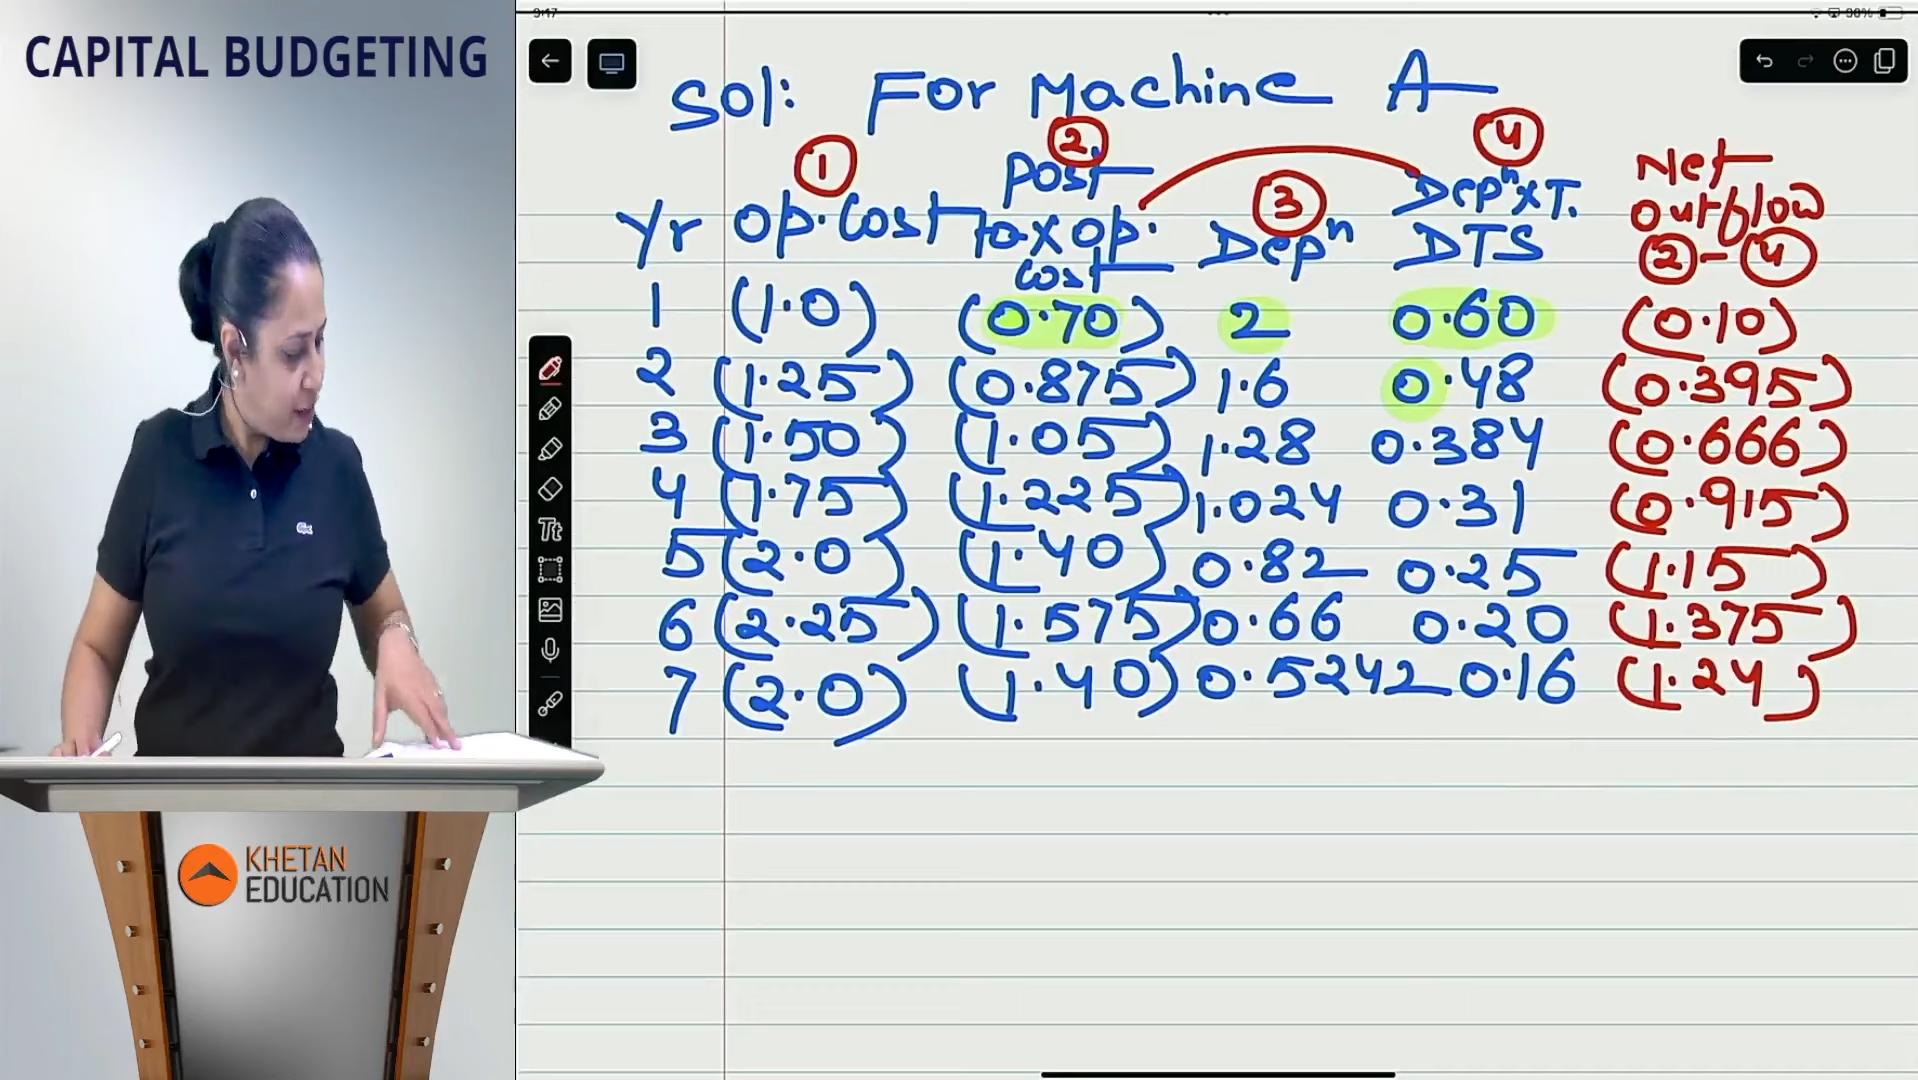 CAPITAL BUDGETING
9:17
98%
Sol: For Machine A
① ② ③ ④
Yr Op.Cost Post Tax Op. Cost Depⁿ Depⁿ x T. DTS Net Outflow ② - ④
1 (1.0) (0.70) 2 0.60 (0.10)
2 (1.25) (0.875) 1.6 0.48 (0.395)
3 (1.50) (1.05) 1.28 0.384 (0.666)
4 (1.75) (1.225) 1.024 0.31 (0.915)
5 (2.0) (1.40) 0.82 0.25 (1.15)
6 (2.25) (1.575) 0.66 0.20 (1.375)
7 (2.0) (1.40) 0.5242 0.16 (1.24)
Tt
KHETAN
EDUCATION